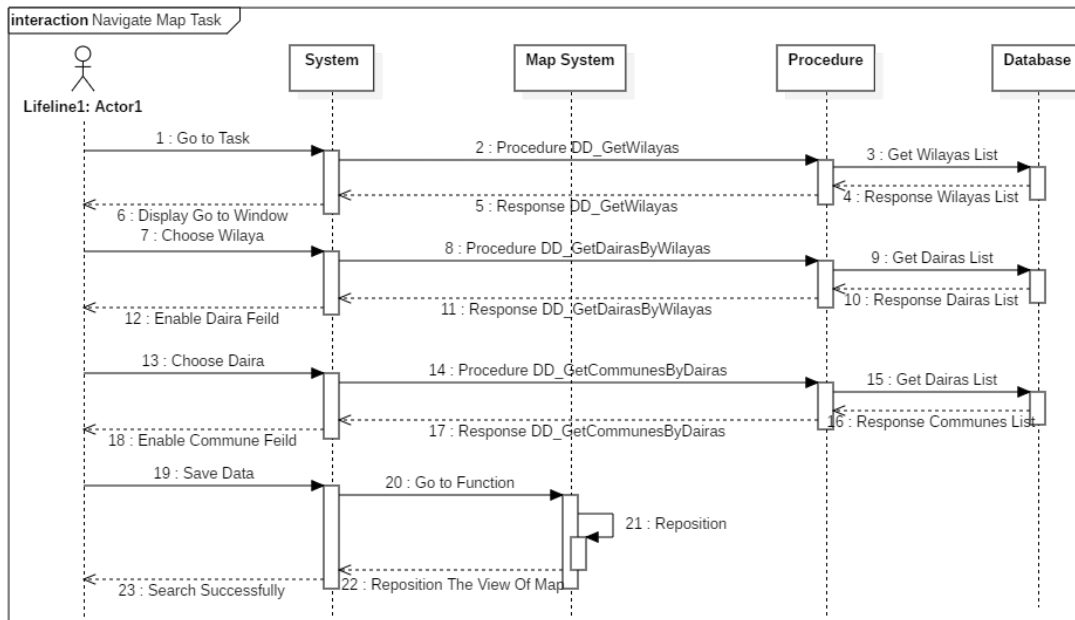 interaction Navigate Map Task
System
Map System
Procedure
Database
Lifeline1: Actor1
1 : Go to Task
2 : Procedure DD_GetWilayas
3 : Get Wilayas List
4 : Response Wilayas List
5 : Response DD_GetWilayas
6 : Display Go to Window
7 : Choose Wilaya
8 : Procedure DD_GetDairasByWilayas
9 : Get Dairas List
10 : Response Dairas List
11 : Response DD_GetDairasByWilayas
12 : Enable Daira Feild
13 : Choose Daira
14 : Procedure DD_GetCommunesByDairas
15 : Get Dairas List
16 : Response Communes List
17 : Response DD_GetCommunesByDairas
18 : Enable Commune Feild
19 : Save Data
20 : Go to Function
21 : Reposition
22 : Reposition The View Of Map
23 : Search Successfully